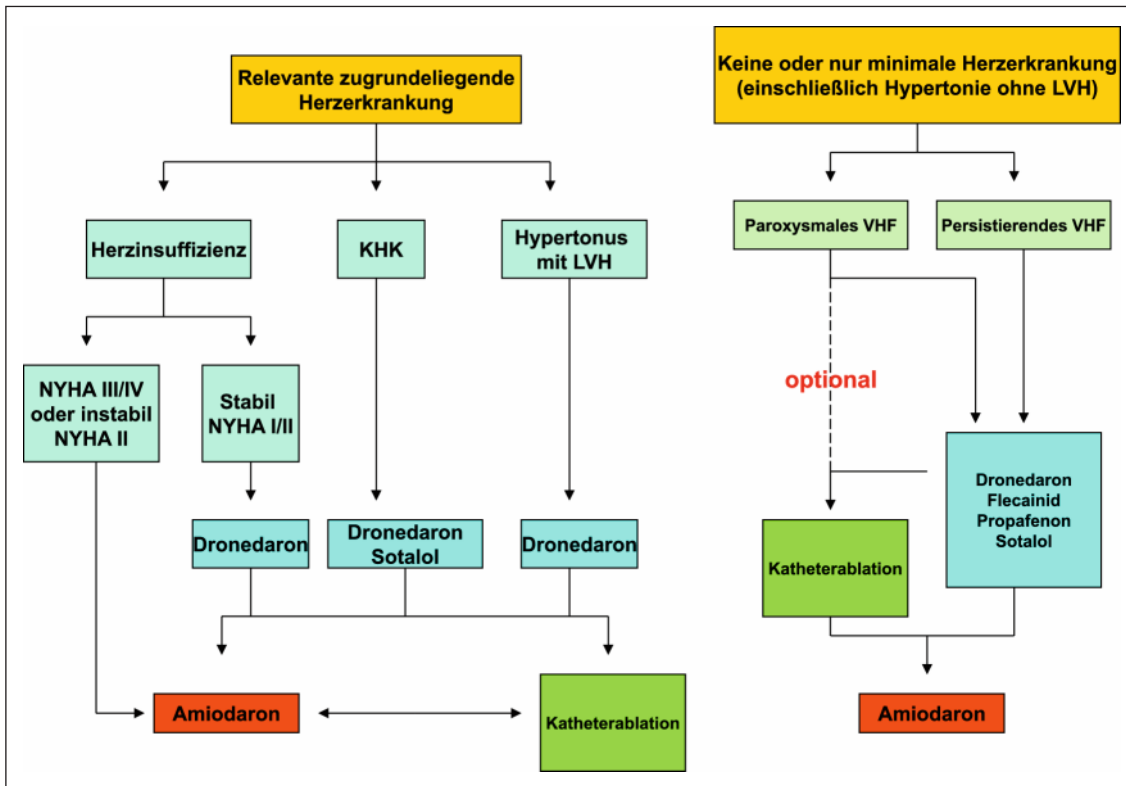 Relevante zugrundeliegende
Herzerkrankung
Herzinsuffizienz
KHK
Hypertonus
mit LVH
NYHA III/IV
oder instabil
NYHA II
Stabil
NYHA I/II
Dronedaron
Dronedaron
Sotalol
Dronedaron
Amiodaron
Katheterablation
Keine oder nur minimale Herzerkrankung
(einschließlich Hypertonie ohne LVH)
Paroxysmales VHF
Persistierendes VHF
optional
Dronedaron
Flecainid
Propafenon
Sotalol
Katheterablation
Amiodaron